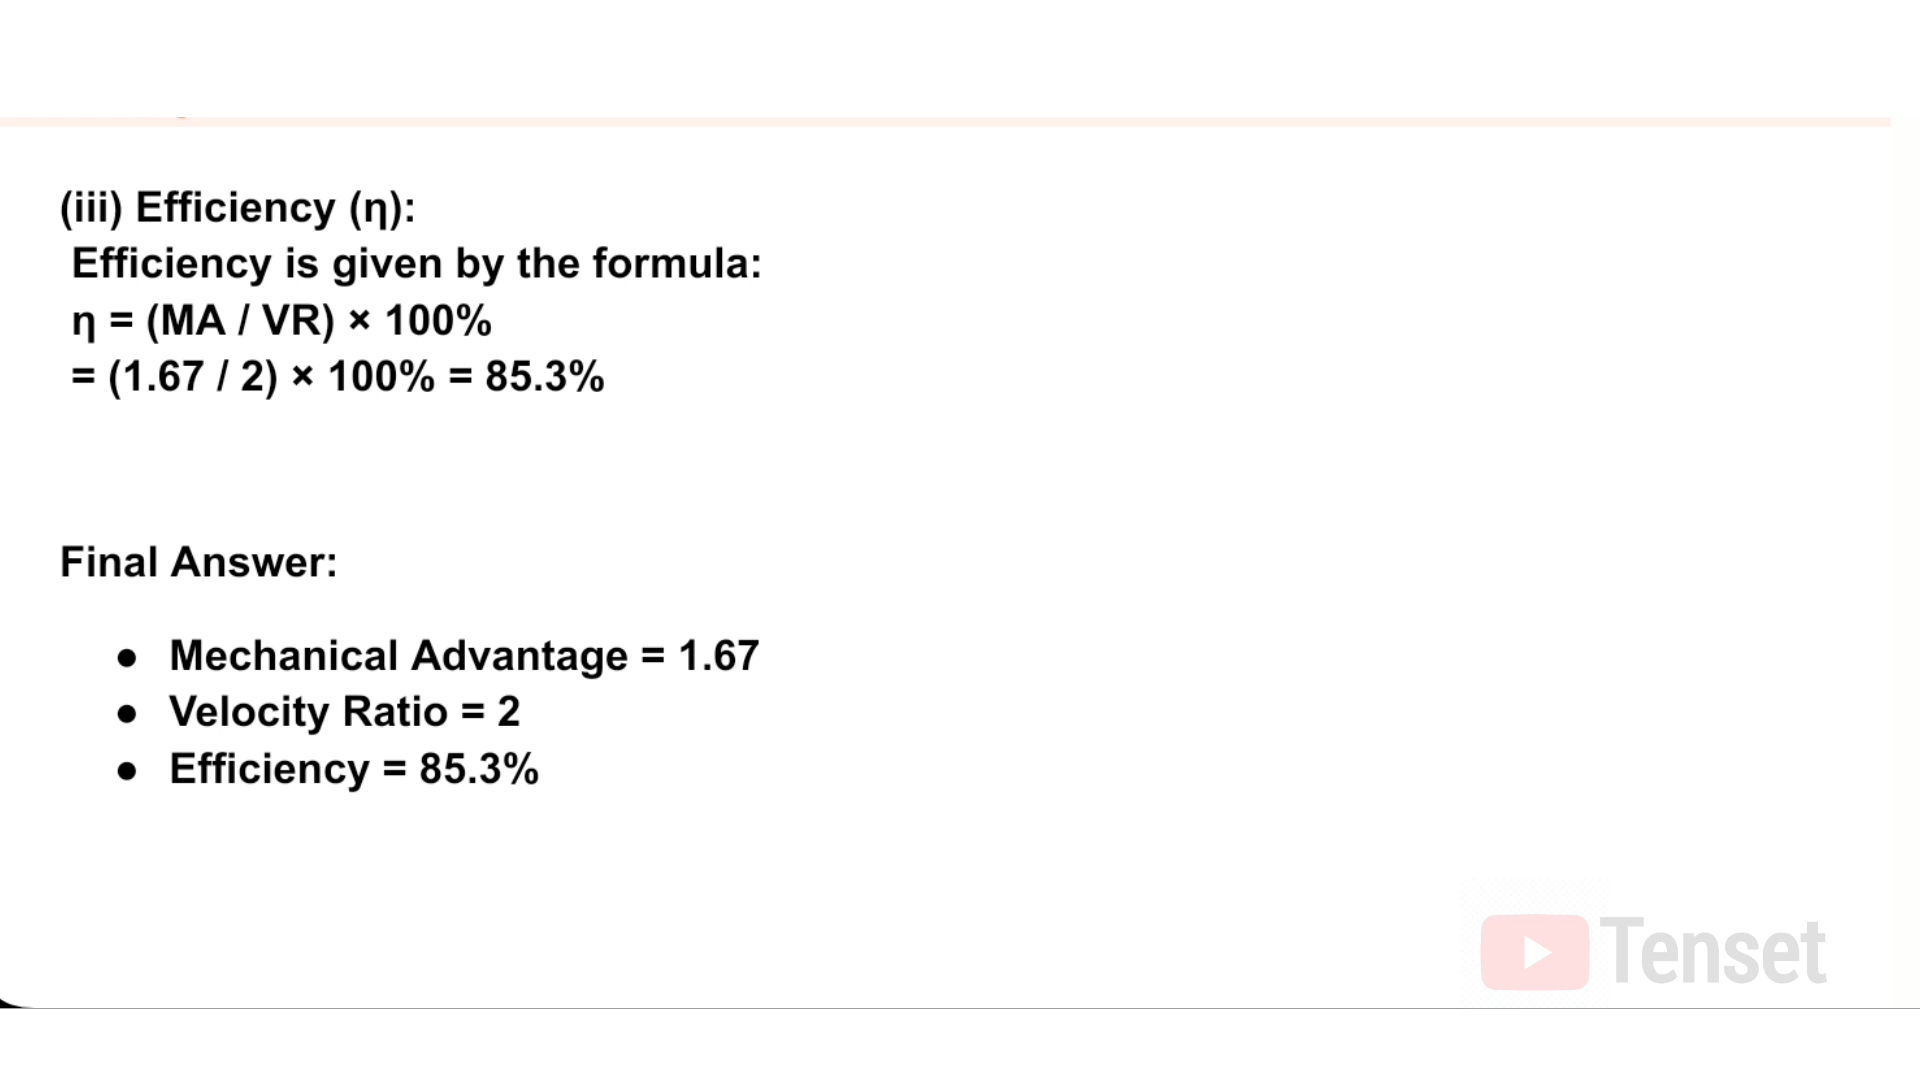 (iii) Efficiency (η):
Efficiency is given by the formula:
η = (MA / VR) × 100%
= (1.67 / 2) × 100% = 85.3%
Final Answer:
● Mechanical Advantage = 1.67
● Velocity Ratio = 2
● Efficiency = 85.3%
Tenset